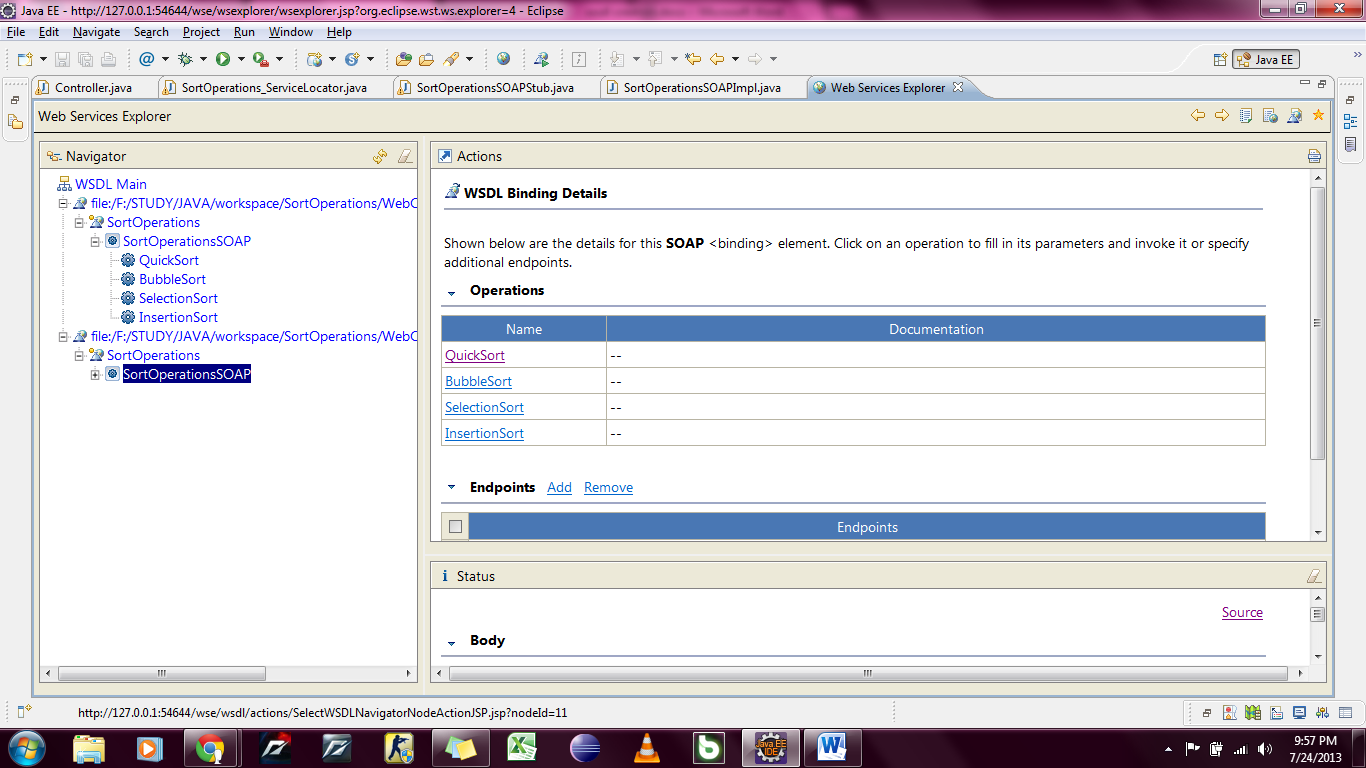 Java EE - http://127.0.0.1:54644/wse/wsexplorer/wsexplorer.jsp?org.eclipse.wst.ws.explorer=4 - Eclipse
File Edit Navigate Search Project Run Window Help
Java EE
Controller.java SortOperations_ServiceLocator.java SortOperationsSOAPStub.java SortOperationsSOAPImpl.java Web Services Explorer
Web Services Explorer
Navigator
WSDL Main
file:/F:/STUDY/JAVA/workspace/SortOperations/WebC
SortOperations
SortOperationsSOAP
QuickSort
BubbleSort
SelectionSort
InsertionSort
file:/F:/STUDY/JAVA/workspace/SortOperations/WebC
SortOperations
SortOperationsSOAP
Actions
WSDL Binding Details
Shown below are the details for this SOAP <binding> element. Click on an operation to fill in its parameters and invoke it or specify
additional endpoints.
Operations
Name Documentation
QuickSort --
BubbleSort --
SelectionSort --
InsertionSort --
Endpoints Add Remove
Endpoints
Status
Source
Body
http://127.0.0.1:54644/wse/wsdl/actions/SelectWSDLNavigatorNodeActionJSP.jsp?nodeId=11
Java EE
IDE
9:57 PM
7/24/2013